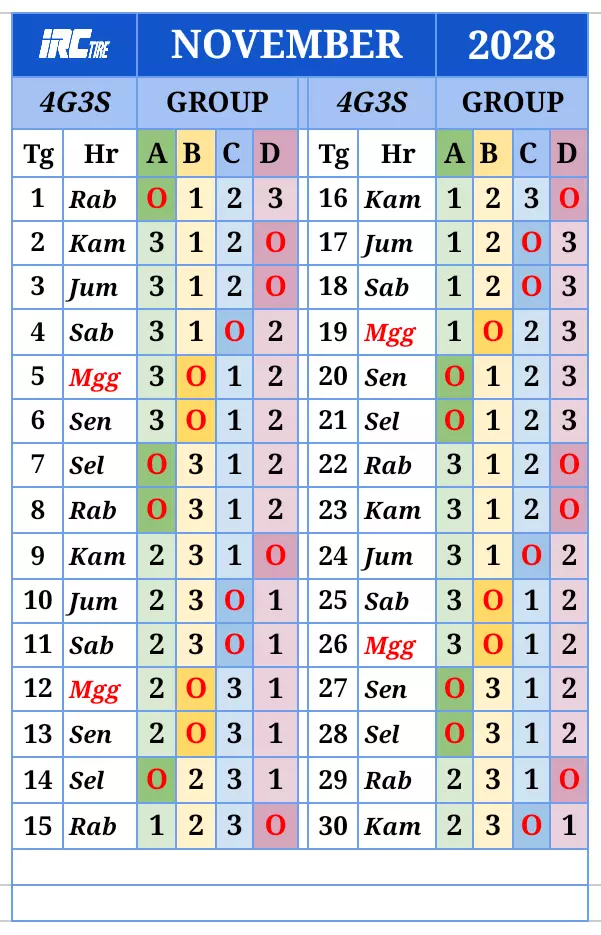 IRC TIRE NOVEMBER 2028
4G3S GROUP 4G3S GROUP
Tg Hr A B C D Tg Hr A B C D
1 Rab O 1 2 3 16 Kam 1 2 3 O
2 Kam 3 1 2 O 17 Jum 1 2 O 3
3 Jum 3 1 2 O 18 Sab 1 2 O 3
4 Sab 3 1 O 2 19 Mgg 1 O 2 3
5 Mgg 3 O 1 2 20 Sen O 1 2 3
6 Sen 3 O 1 2 21 Sel O 1 2 3
7 Sel O 3 1 2 22 Rab 3 1 2 O
8 Rab O 3 1 2 23 Kam 3 1 2 O
9 Kam 2 3 1 O 24 Jum 3 1 O 2
10 Jum 2 3 O 1 25 Sab 3 O 1 2
11 Sab 2 3 O 1 26 Mgg 3 O 1 2
12 Mgg 2 O 3 1 27 Sen O 3 1 2
13 Sen 2 O 3 1 28 Sel O 3 1 2
14 Sel O 2 3 1 29 Rab 2 3 1 O
15 Rab 1 2 3 O 30 Kam 2 3 O 1